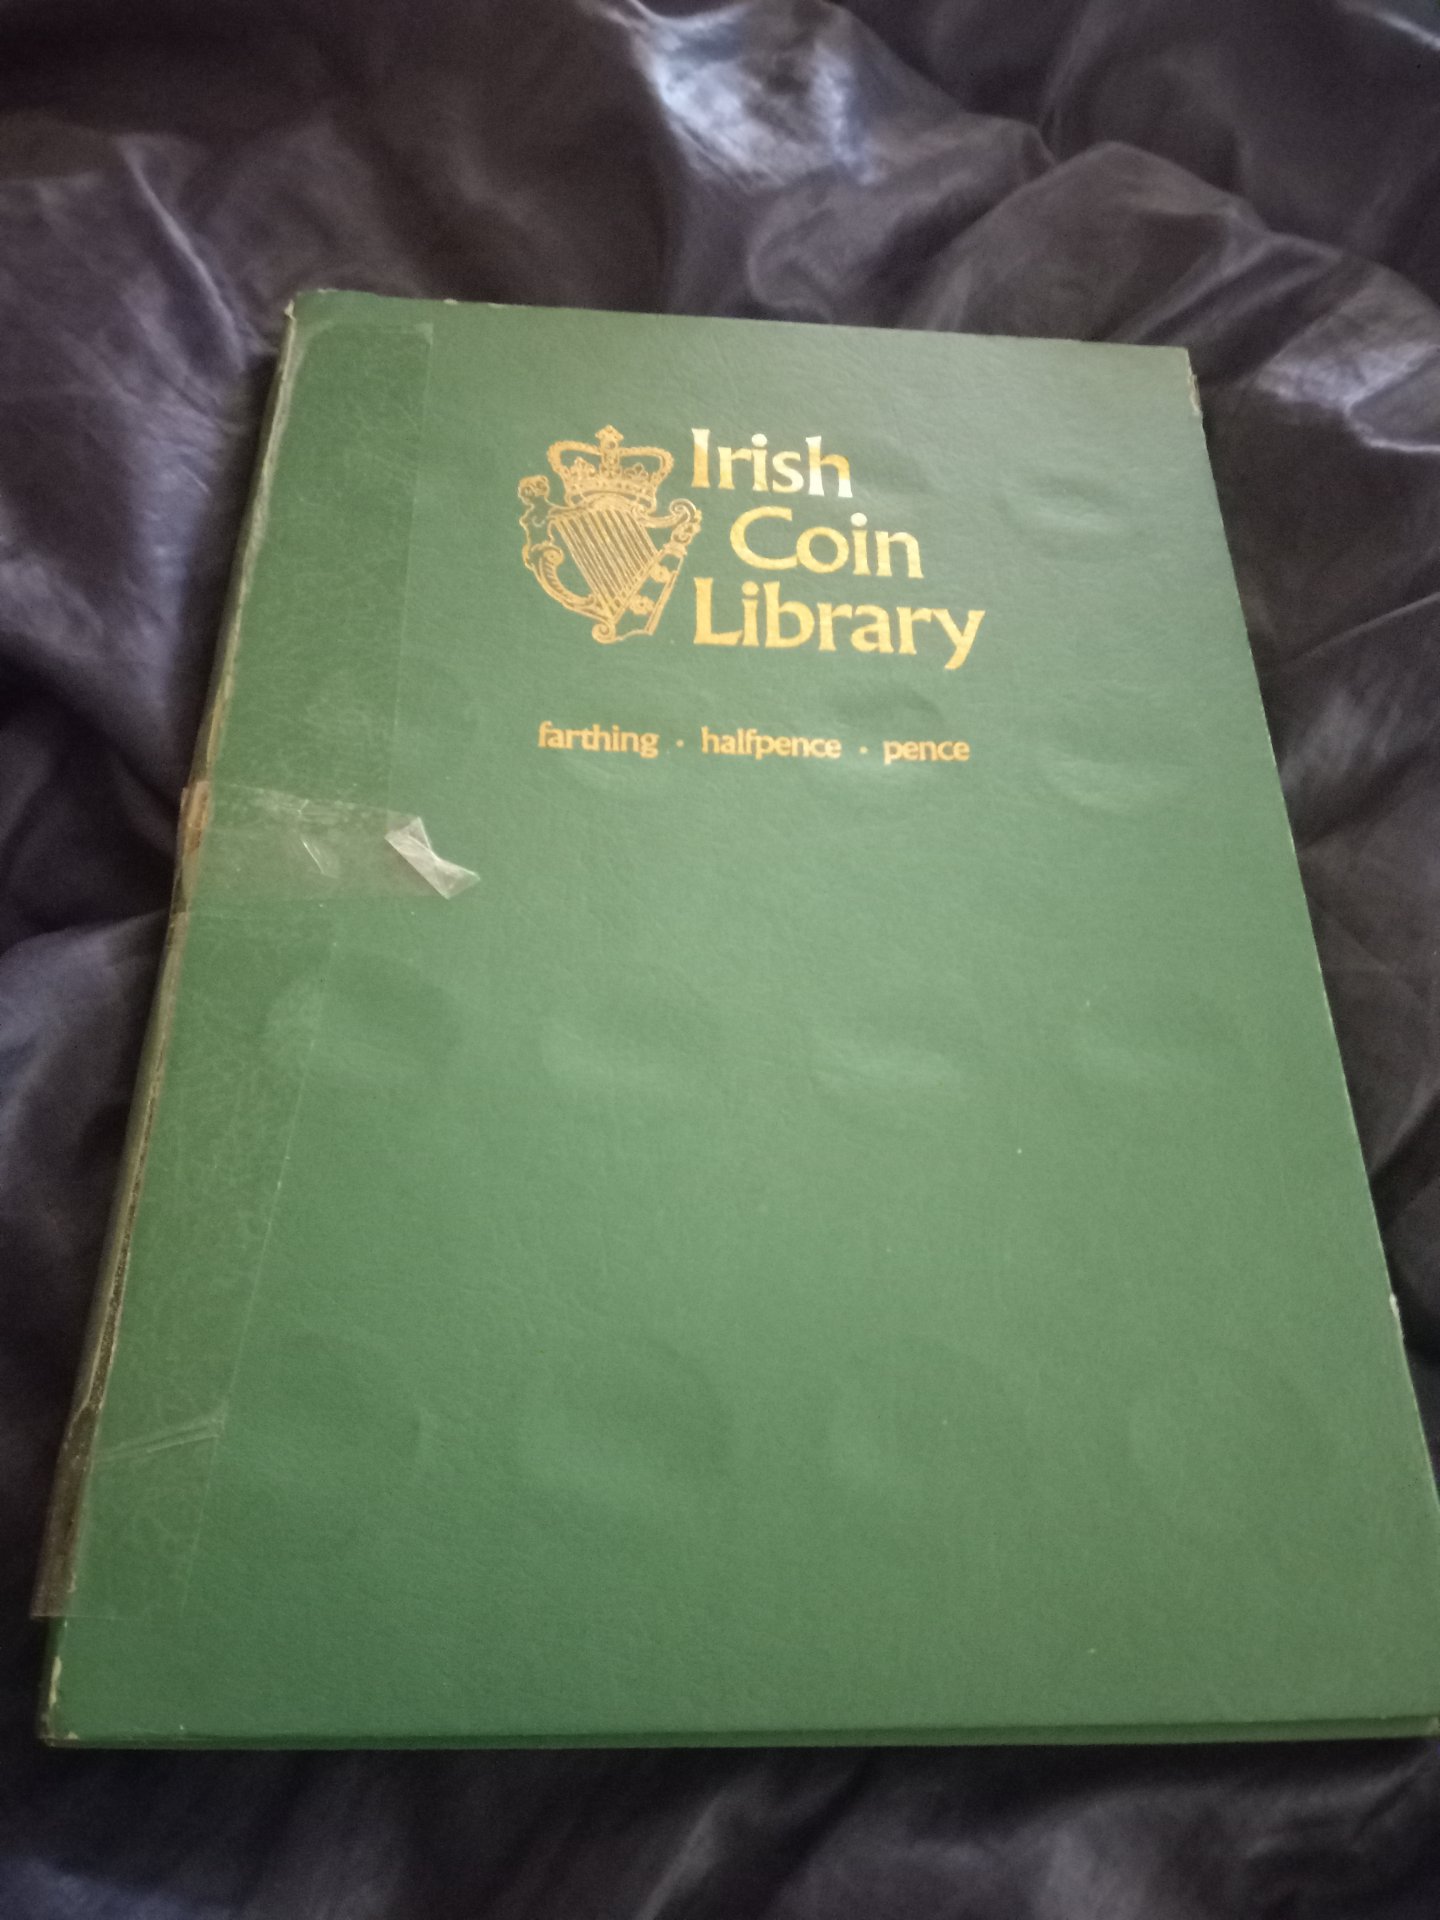 Irish
Coin
Library
farthing · halfpence · pence